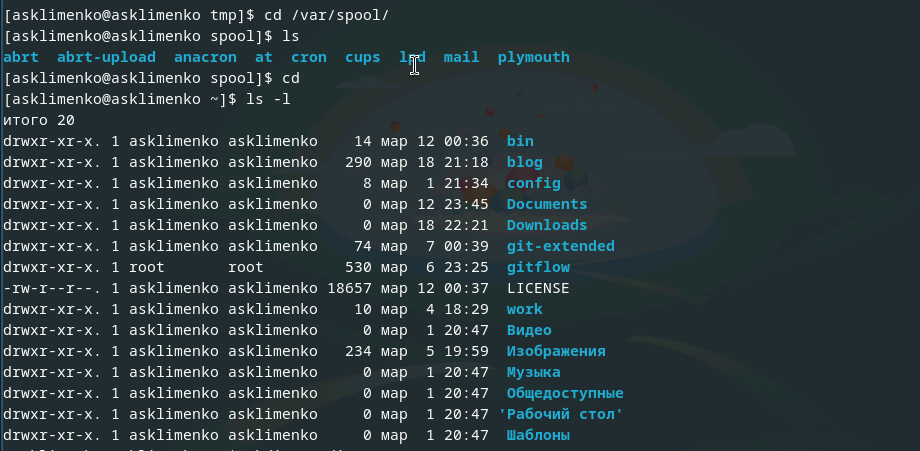 [asklimenko@asklimenko tmp]$ cd /var/spool/
[asklimenko@asklimenko spool]$ ls
abrt  abrt-upload  anacron  at  cron  cups  lpd  mail  plymouth
[asklimenko@asklimenko spool]$ cd
[asklimenko@asklimenko ~]$ ls -l
итого 20
drwxr-xr-x. 1 asklimenko asklimenko    14 мар 12 00:36  bin
drwxr-xr-x. 1 asklimenko asklimenko   290 мар 18 21:18  blog
drwxr-xr-x. 1 asklimenko asklimenko     8 мар  1 21:34  config
drwxr-xr-x. 1 asklimenko asklimenko     0 мар 12 23:45  Documents
drwxr-xr-x. 1 asklimenko asklimenko     0 мар 18 22:21  Downloads
drwxr-xr-x. 1 asklimenko asklimenko    74 мар  7 00:39  git-extended
drwxr-xr-x. 1 root       root         530 мар  6 23:25  gitflow
-rw-r--r--. 1 asklimenko asklimenko 18657 мар 12 00:37  LICENSE
drwxr-xr-x. 1 asklimenko asklimenko    10 мар  4 18:29  work
drwxr-xr-x. 1 asklimenko asklimenko     0 мар  1 20:47  Видео
drwxr-xr-x. 1 asklimenko asklimenko   234 мар  5 19:59  Изображения
drwxr-xr-x. 1 asklimenko asklimenko     0 мар  1 20:47  Музыка
drwxr-xr-x. 1 asklimenko asklimenko     0 мар  1 20:47  Общедоступные
drwxr-xr-x. 1 asklimenko asklimenko     0 мар  1 20:47 'Рабочий стол'
drwxr-xr-x. 1 asklimenko asklimenko     0 мар  1 20:47  Шаблоны